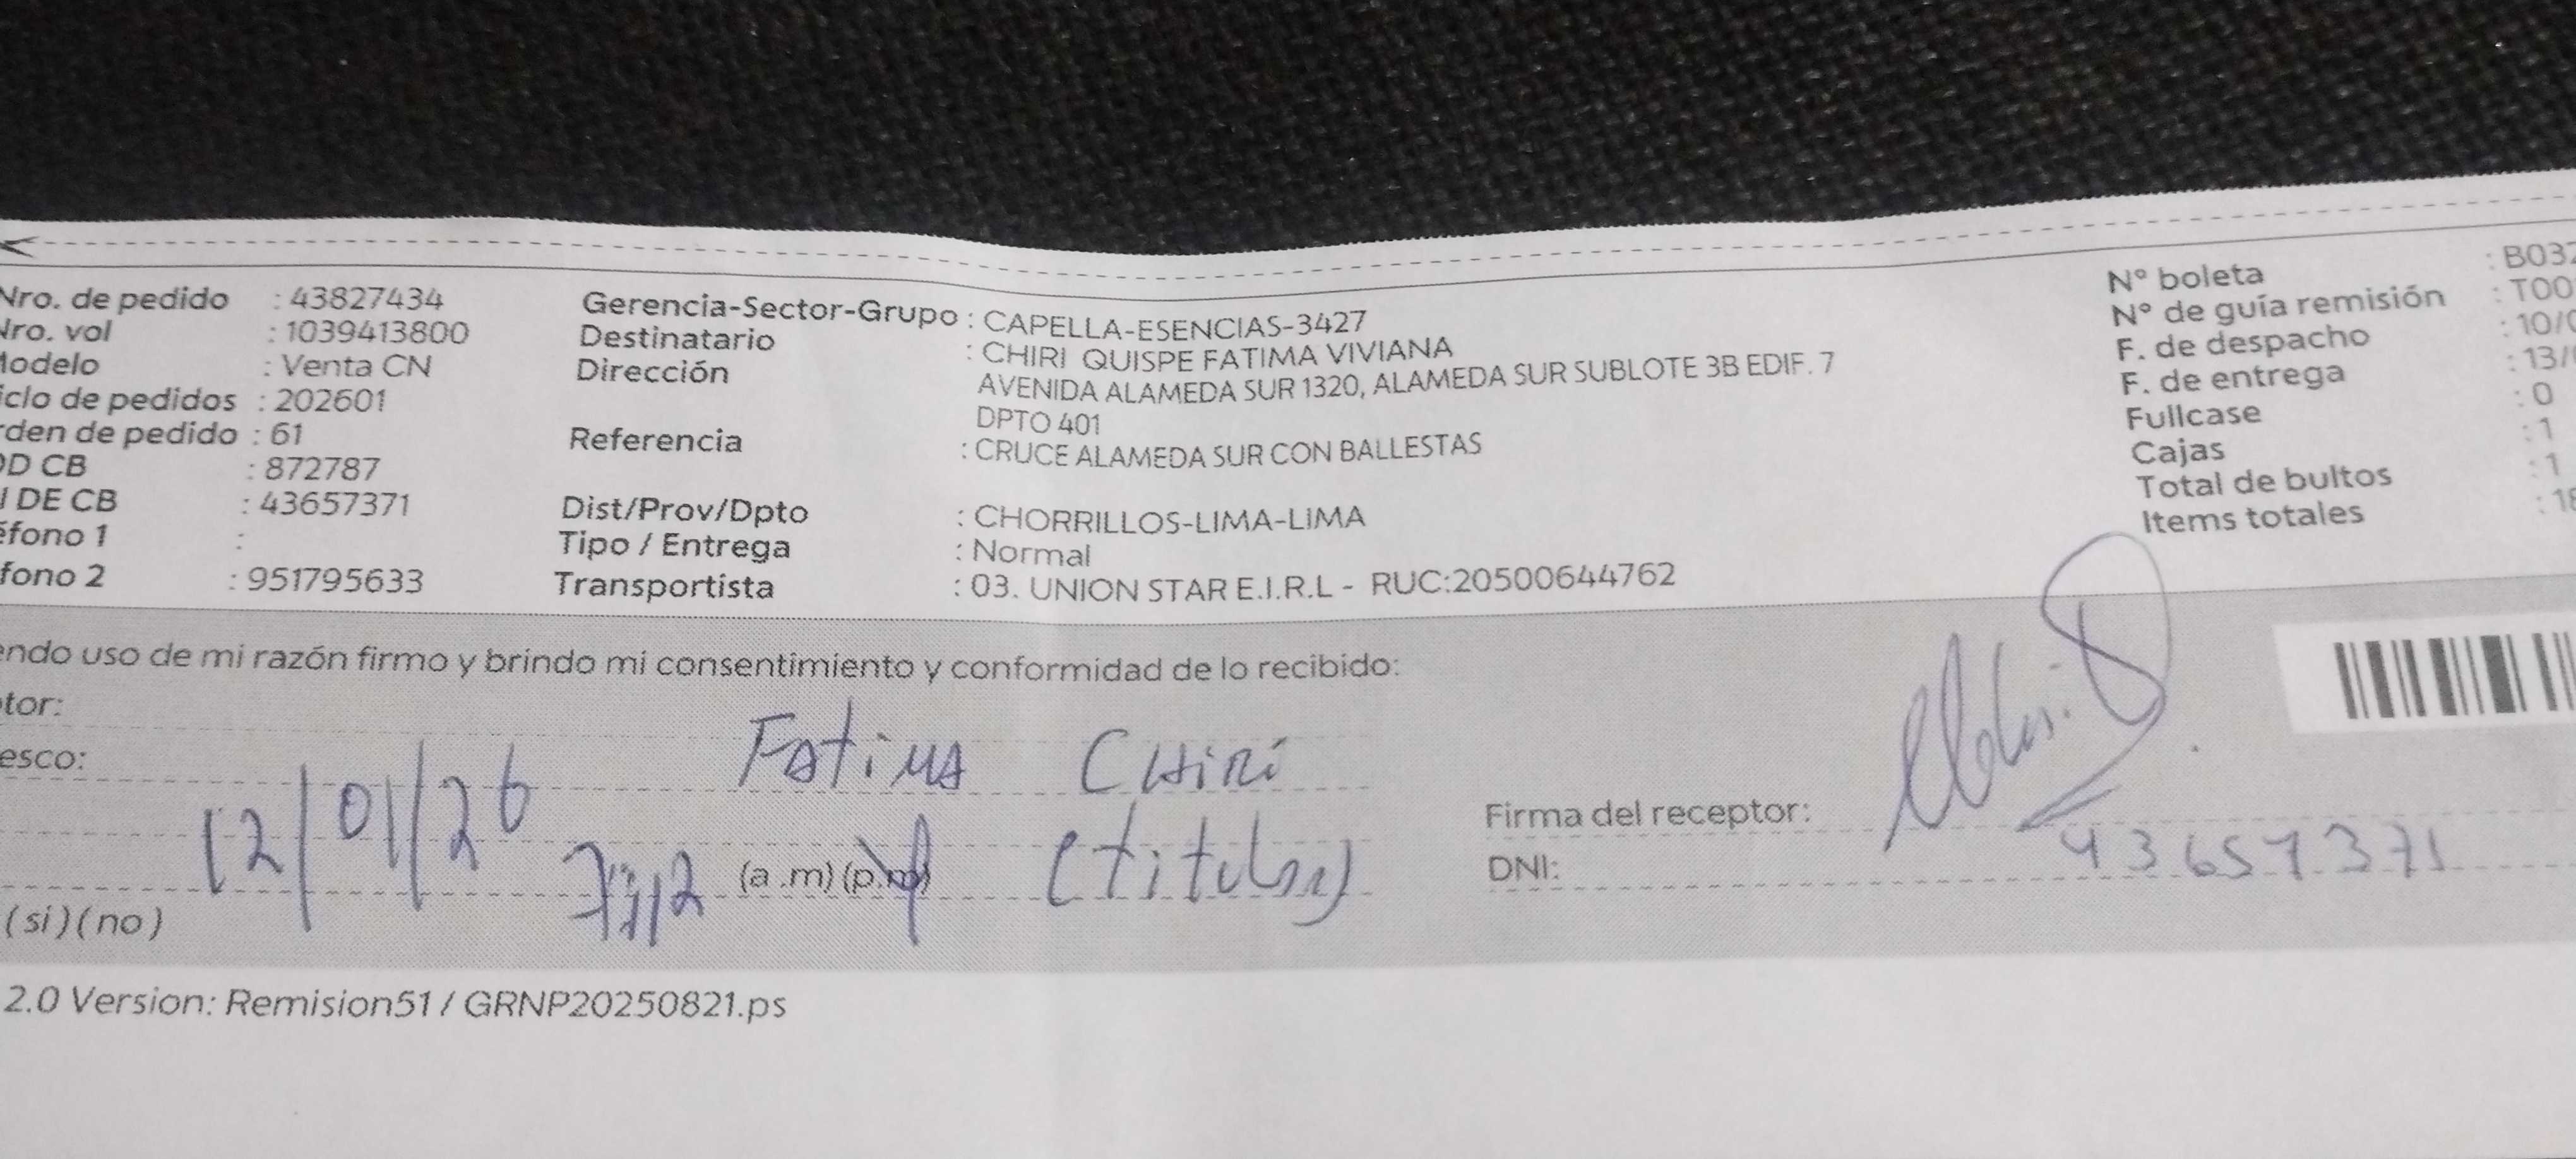 Nro. de pedido : 43827434
Nro. vol : 1039413800
Modelo : Venta CN
iclo de pedidos : 202601
rden de pedido : 61
OD CB : 872787
I DE CB : 43657371
éfono 1 :
fono 2 : 951795633
Gerencia-Sector-Grupo : CAPELLA-ESENCIAS-3427
Destinatario : CHIRI QUISPE FATIMA VIVIANA
Dirección AVENIDA ALAMEDA SUR 1320, ALAMEDA SUR SUBLOTE 3B EDIF. 7
DPTO 401
Referencia : CRUCE ALAMEDA SUR CON BALLESTAS
Dist/Prov/Dpto : CHORRILLOS-LIMA-LIMA
Tipo / Entrega : Normal
Transportista : 03. UNION STAR E.I.R.L - RUC:20500644762
N° boleta : B032
N° de guía remisión : T00
F. de despacho : 10/0
F. de entrega : 13/
Fullcase : 0
Cajas : 1
Total de bultos : 1
Items totales : 18
endo uso de mi razón firmo y brindo mi consentimiento y conformidad de lo recibido:
tor:
Fatima Chiri
esco:
12/01/26
(a .m) (p.m)
(titular)
(si) (no)
Firma del receptor:
DNI: 43657371
2.0 Version: Remision51 / GRNP20250821.ps